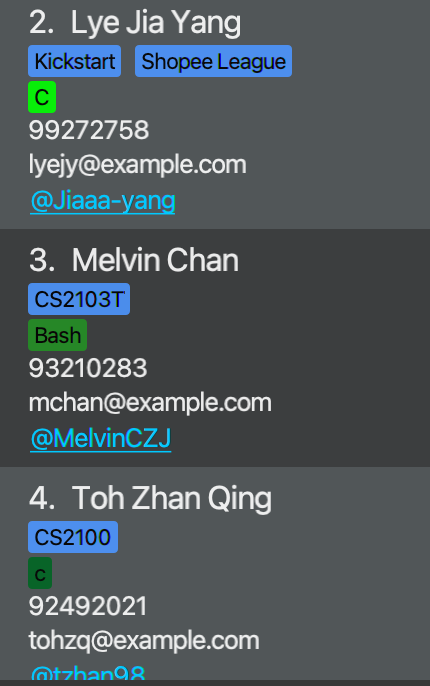 2. Lye Jia Yang
Kickstart Shopee League
C
99272758
lyejy@example.com
@Jiaaa-yang
3. Melvin Chan
CS2103T
Bash
93210283
mchan@example.com
@MelvinCZJ
4. Toh Zhan Qing
CS2100
c
92492021
tohzq@example.com
@tzhan98